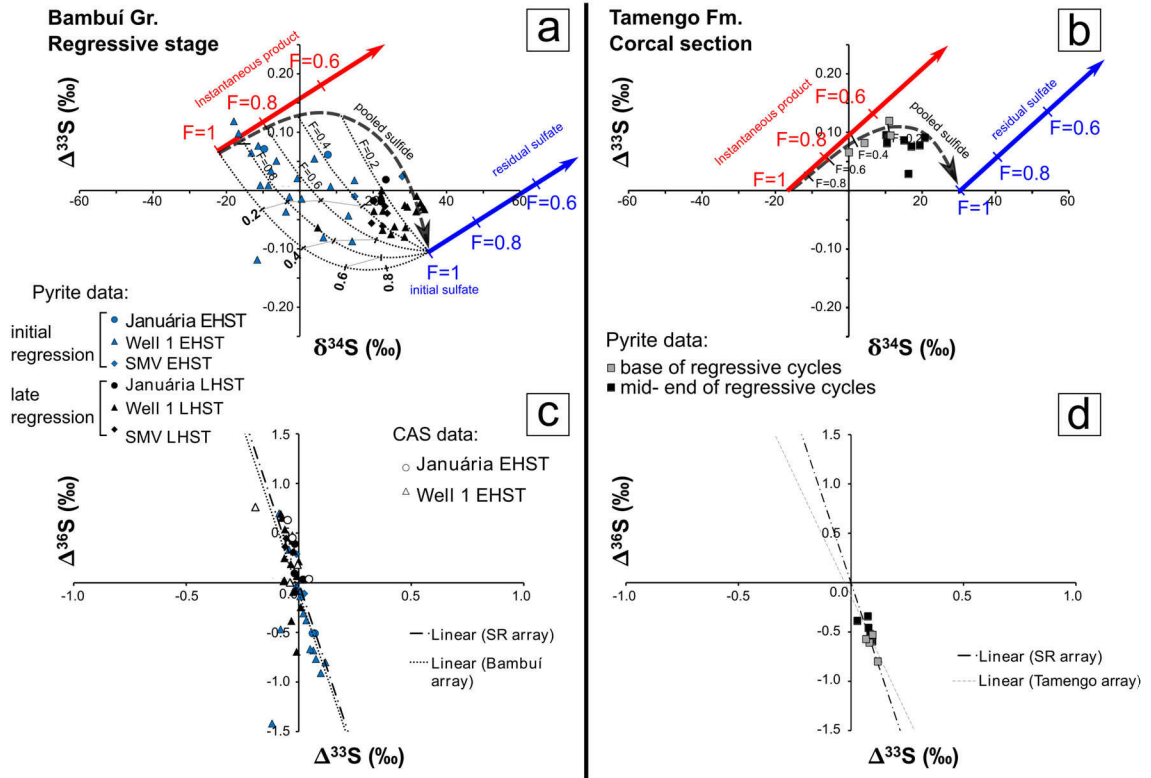 Bambuí Gr.
Regressive stage
a
Δ³³S (‰)
0.20
0.10
0.0
-0.10
-0.20
-60
-40
-20
20
40
60
δ³⁴S (‰)
Instantaneous product
F=1
F=0.8
F=0.6
pooled sulfide
residual sulfate
F=0.6
F=0.8
F=1
initial sulfate
F=0.8
F=0.6
F=0.4
F=0.2
0.2
0.4
0.6
0.8
Tamengo Fm.
Corcal section
b
Δ³³S (‰)
0.20
0.10
0.0
-0.10
-0.20
-60
-40
-20
20
40
60
δ³⁴S (‰)
Instantaneous product
F=1
F=0.8
F=0.6
pooled sulfide
residual sulfate
F=0.6
F=0.8
F=1
F=0.8
F=0.6
F=0.4
Pyrite data:
initial
regression
Januária EHST
Well 1 EHST
SMV EHST
late
regression
Januária LHST
Well 1 LHST
SMV LHST
Pyrite data:
base of regressive cycles
mid- end of regressive cycles
c
CAS data:
Januária EHST
Well 1 EHST
Δ³⁶S (‰)
1.5
1.0
0.5
0.0
-0.5
-1.0
-1.5
-1.0
0.5
1.0
Linear (SR array)
Linear (Bambuí
array)
Δ³³S (‰)
d
Δ³⁶S (‰)
1.5
1.0
0.5
0.0
-0.5
-1.0
-1.5
-1.0
0.5
1.0
Linear (SR array)
Linear (Tamengo array)
Δ³³S (‰)